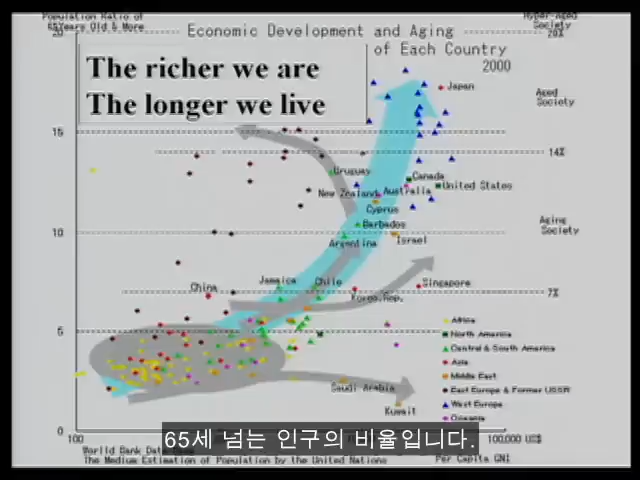 Population Ratio of
65Years Old & More
Economic Development and Aging
of Each Country
2000
Hyper-aged
Society
20
20%
The richer we are
The longer we live
Japan
Aged
Society
15
14%
Uruguay
Canada
United States
New Zealand
Australia
Cyprus
Barbados
10
Argentina
Israel
Aging
Society
China
Jamaica
Chile
Singapore
Korea.Rep.
7%
5
Africa
North America
Central & South America
Asia
Middle East
East Europe & Former USSR
West Europe
Oceania
Saudi Arabia
Kuwait
0
100
100,000 US$
65세 넘는 인구의 비율입니다.
World Bank Data
The Medium Estimation of Population by the United Nations
Per Capita GNI